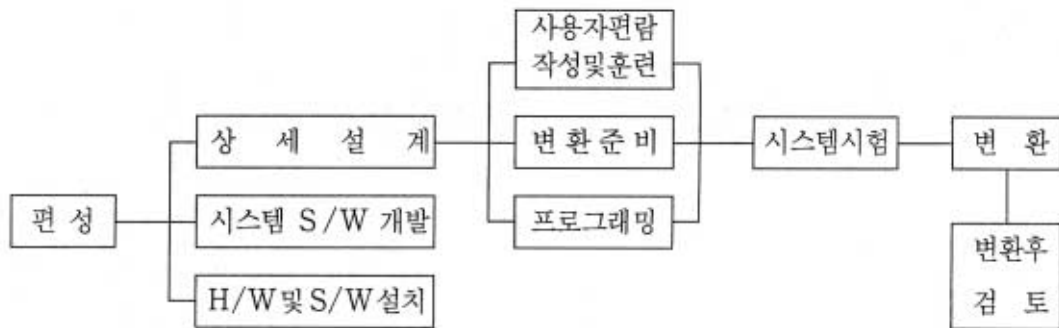 편 성
상 세 설 계
시스템 S/W 개발
H/W 및 S/W 설치
사용자편람
작성및훈련
변 환 준 비
프로그래밍
시스템시험
변 환
변환후
검 토